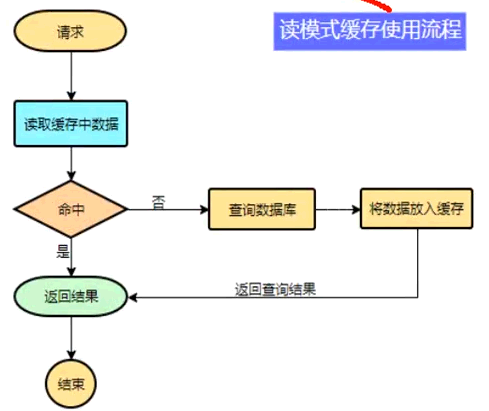 请求
读模式缓存使用流程
读取缓存中数据
命中
否
查询数据库
将数据放入缓存
是
返回结果
返回查询结果
结束